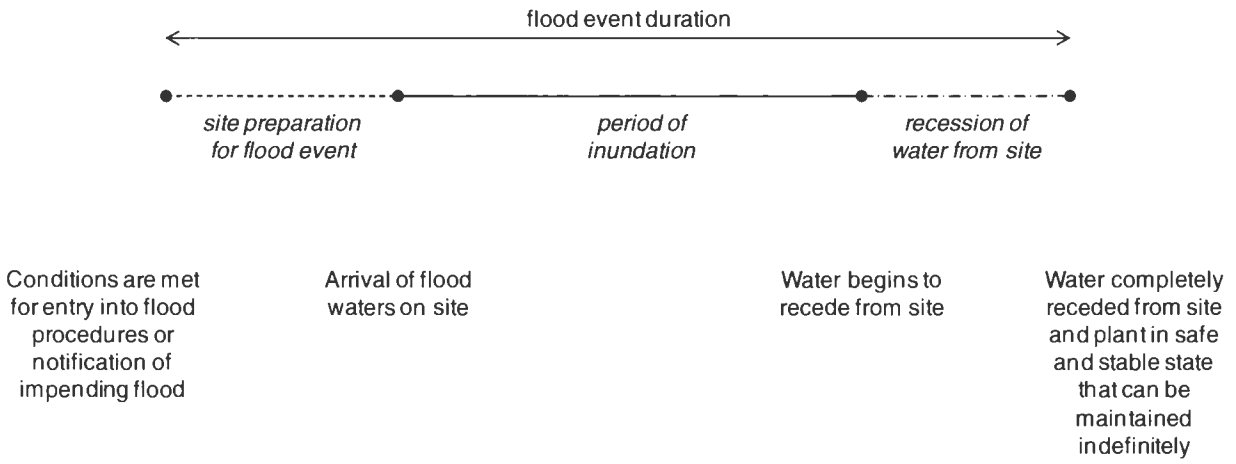 flood event duration
site preparation
for flood event
period of
inundation
recession of
water from site
Conditions are met
for entry into flood
procedures or
notification of
impending flood
Arrival of flood
waters on site
Water begins to
recede from site
Water completely
receded from site
and plant in safe
and stable state
that can be
maintained
indefinitely